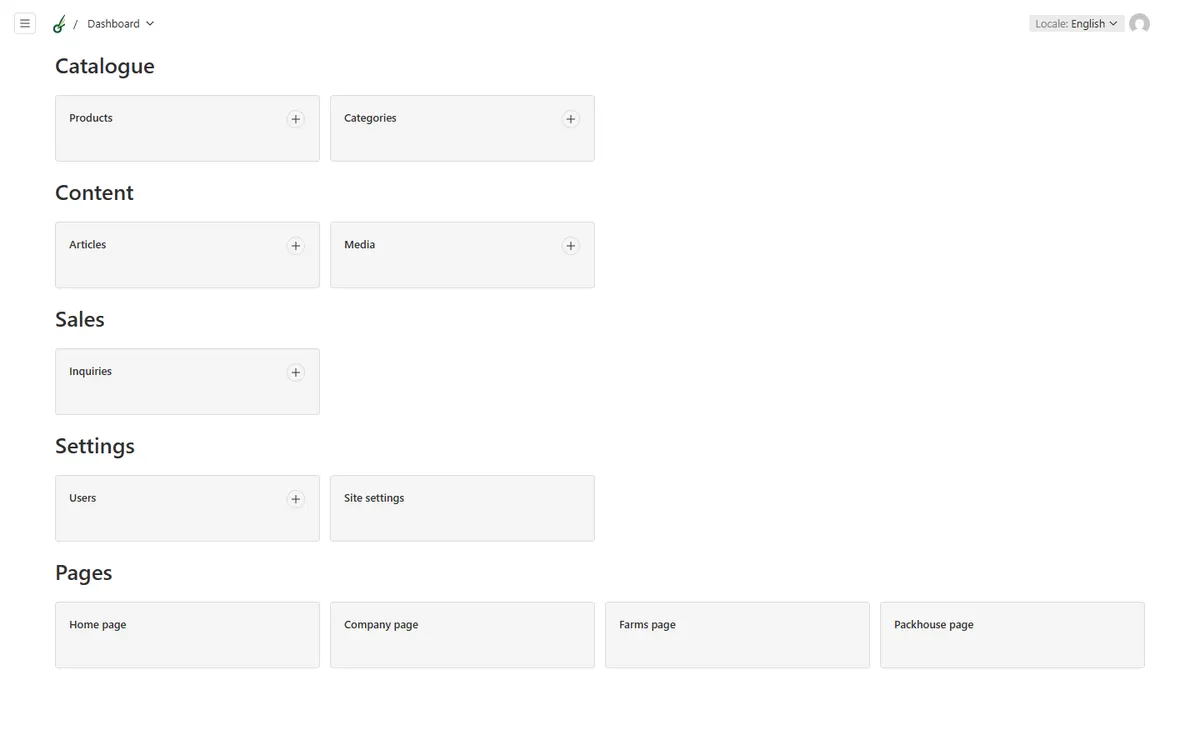 / Dashboard
Locale: English
Catalogue
Products
Categories
Content
Articles
Media
Sales
Inquiries
Settings
Users
Site settings
Pages
Home page
Company page
Farms page
Packhouse page